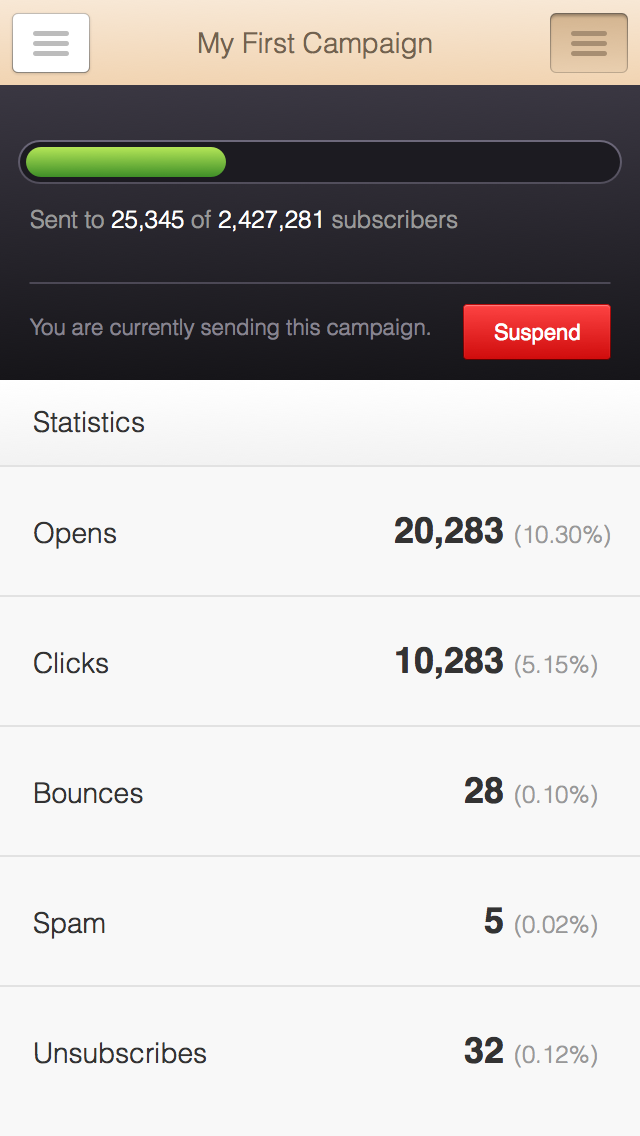 My First Campaign
Sent to 25,345 of 2,427,281 subscribers
You are currently sending this campaign.
Suspend
Statistics
Opens 20,283 (10.30%)
Clicks 10,283 (5.15%)
Bounces 28 (0.10%)
Spam 5 (0.02%)
Unsubscribes 32 (0.12%)